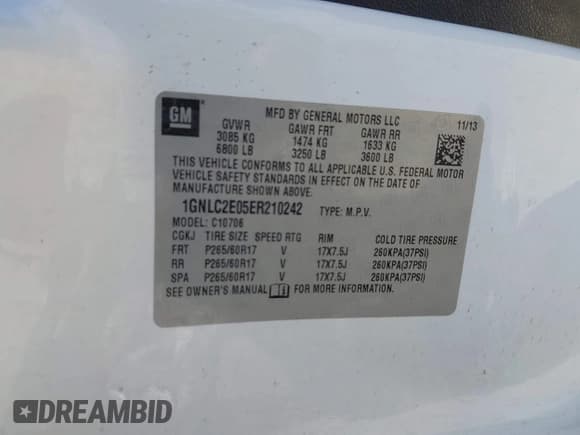 GM
MFD BY GENERAL MOTORS LLC 11/13
GVWR GAWR FRT GAWR RR
3085 KG 1474 KG 1633 KG
6800 LB 3250 LB 3600 LB
THIS VEHICLE CONFORMS TO ALL APPLICABLE U.S. FEDERAL MOTOR
VEHICLE SAFETY STANDARDS IN EFFECT ON THE DATE OF
MANUFACTURE SHOWN ABOVE.
1GNLC2E05ER210242 TYPE: M.P.V.
MODEL: C10706
CGKJ TIRE SIZE SPEED RTG RIM COLD TIRE PRESSURE
FRT P265/60R17 V 17X7.5J 260KPA(37PSI)
RR P265/60R17 V 17X7.5J 260KPA(37PSI)
SPA P265/60R17 V 17X7.5J 260KPA(37PSI)
SEE OWNER'S MANUAL FOR MORE INFORMATION.
DREAMBID